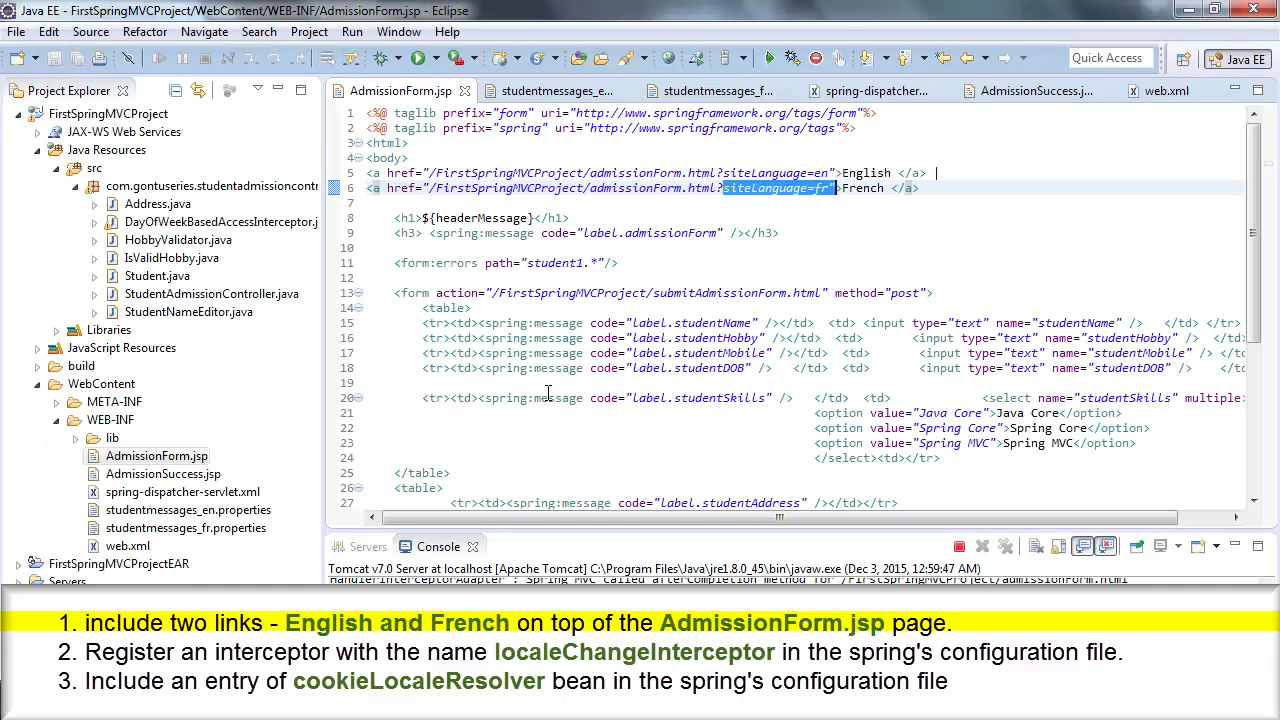 Java EE - FirstSpringMVCProject/WebContent/WEB-INF/AdmissionForm.jsp - Eclipse
File Edit Source Refactor Navigate Search Project Run Window Help
Quick Access
Java EE
Project Explorer
FirstSpringMVCProject
JAX-WS Web Services
Java Resources
src
com.gontuseries.studentadmissioncontr
Address.java
DayOfWeekBasedAccessInterceptor.j
HobbyValidator.java
IsValidHobby.java
Student.java
StudentAdmissionController.java
StudentNameEditor.java
Libraries
JavaScript Resources
build
WebContent
META-INF
WEB-INF
lib
AdmissionForm.jsp
AdmissionSuccess.jsp
spring-dispatcher-servlet.xml
studentmessages_en.properties
studentmessages_fr.properties
web.xml
FirstSpringMVCProjectEAR
Servers
AdmissionForm.jsp studentmessages_e... studentmessages_f... spring-dispatcher... AdmissionSuccess.j... web.xml
1 <%@ taglib prefix="form" uri="http://www.springframework.org/tags/form"%>
2 <%@ taglib prefix="spring" uri="http://www.springframework.org/tags"%>
3 <html>
4 <body>
5 <a href="/FirstSpringMVCProject/admissionForm.html?siteLanguage=en">English </a> |
6 <a href="/FirstSpringMVCProject/admissionForm.html?siteLanguage=fr">French </a>
7
8 <h1>${headerMessage}</h1>
9 <h3> <spring:message code="label.admissionForm" /></h3>
10
11 <form:errors path="student1.*"/>
12
13 <form action="/FirstSpringMVCProject/submitAdmissionForm.html" method="post">
14 <table>
15 <tr><td><spring:message code="label.studentName" /></td> <td> <input type="text" name="studentName" /> </td> </tr>
16 <tr><td><spring:message code="label.studentHobby" /></td> <td> <input type="text" name="studentHobby" /> </td>
17 <tr><td><spring:message code="label.studentMobile" /></td> <td> <input type="text" name="studentMobile" /> </td
18 <tr><td><spring:message code="label.studentDOB" /> </td> <td> <input type="text" name="studentDOB" /> </td>
19
20 <tr><td><spring:message code="label.studentSkills" /> </td> <td> <select name="studentSkills" multiple>
21 <option value="Java Core">Java Core</option>
22 <option value="Spring Core">Spring Core</option>
23 <option value="Spring MVC">Spring MVC</option>
24 </select><td></tr>
25 </table>
26 <table>
27 <tr><td><spring:message code="label.studentAddress" /></td></tr>
Servers Console
Tomcat v7.0 Server at localhost [Apache Tomcat] C:\Program Files\Java\jre1.8.0_45\bin\javaw.exe (Dec 3, 2015, 12:59:47 AM)
HandlerInterceptorAdapter : Spring MVC called afterCompletion method for /FirstSpringMVCProject/admissionForm.html
1. include two links - English and French on top of the AdmissionForm.jsp page.
2. Register an interceptor with the name localeChangeInterceptor in the spring's configuration file.
3. Include an entry of cookieLocaleResolver bean in the spring's configuration file